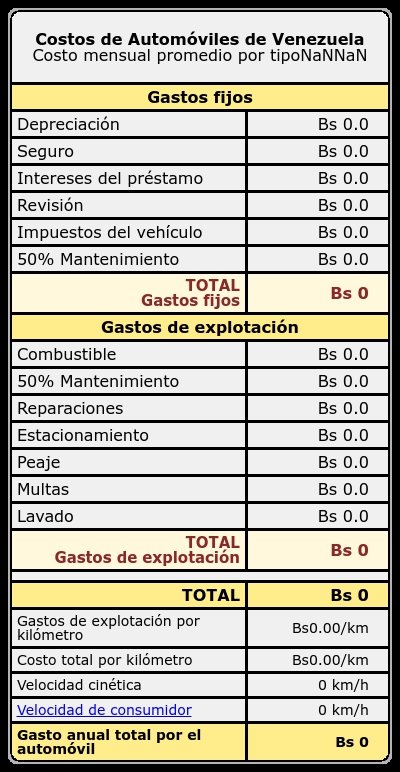 Costos de Automóviles de Venezuela
Costo mensual promedio por tipoNaNNaN
Gastos fijos
Depreciación Bs 0.0
Seguro Bs 0.0
Intereses del préstamo Bs 0.0
Revisión Bs 0.0
Impuestos del vehículo Bs 0.0
50% Mantenimiento Bs 0.0
TOTAL
Gastos fijos Bs 0
Gastos de explotación
Combustible Bs 0.0
50% Mantenimiento Bs 0.0
Reparaciones Bs 0.0
Estacionamiento Bs 0.0
Peaje Bs 0.0
Multas Bs 0.0
Lavado Bs 0.0
TOTAL
Gastos de explotación Bs 0
TOTAL Bs 0
Gastos de explotación por
kilómetro Bs0.00/km
Costo total por kilómetro Bs0.00/km
Velocidad cinética 0 km/h
Velocidad de consumidor 0 km/h
Gasto anual total por el
automóvil Bs 0